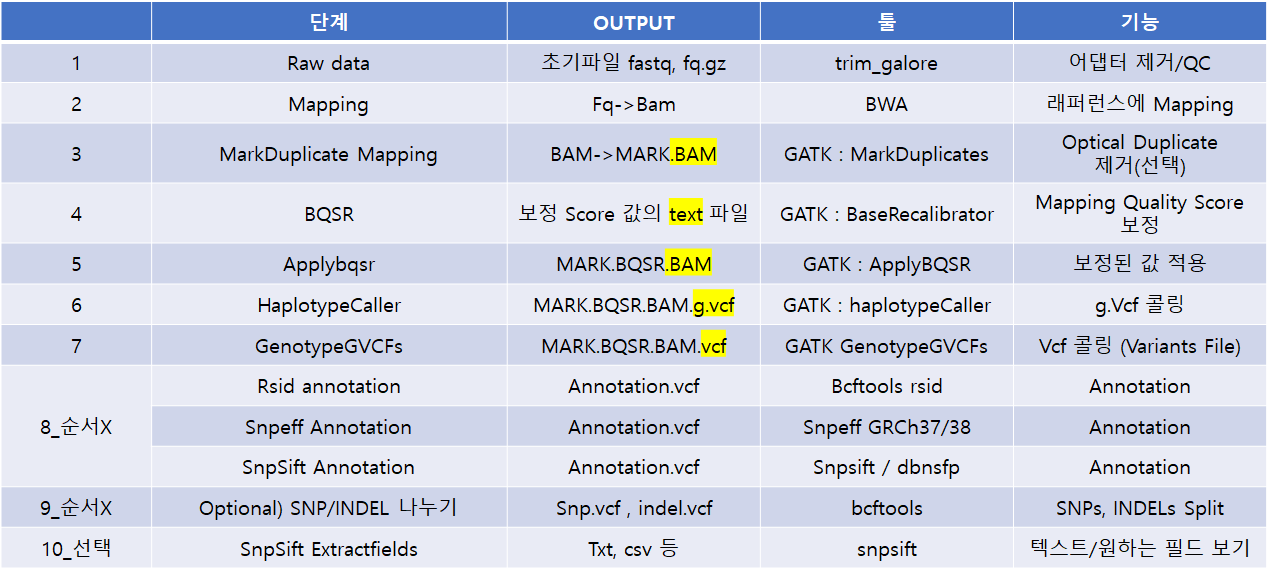 단계 OUTPUT 툴 기능
1 Raw data 초기파일 fastq, fq.gz trim_galore 어댑터 제거/QC
2 Mapping Fq->Bam BWA 래퍼런스에 Mapping
3 MarkDuplicate Mapping BAM->MARK.BAM GATK : MarkDuplicates Optical Duplicate
제거(선택)
4 BQSR 보정 Score 값의 text 파일 GATK : BaseRecalibrator Mapping Quality Score
보정
5 Applybqsr MARK.BQSR.BAM GATK : ApplyBQSR 보정된 값 적용
6 HaplotypeCaller MARK.BQSR.BAM.g.vcf GATK : haplotypeCaller g.Vcf 콜링
7 GenotypeGVCFs MARK.BQSR.BAM.vcf GATK GenotypeGVCFs Vcf 콜링 (Variants File)
8_순서X Rsid annotation Annotation.vcf Bcftools rsid Annotation
Snpeff Annotation Annotation.vcf Snpeff GRCh37/38 Annotation
SnpSift Annotation Annotation.vcf Snpsift / dbnsfp Annotation
9_순서X Optional) SNP/INDEL 나누기 Snp.vcf , indel.vcf bcftools SNPs, INDELs Split
10_선택 SnpSift Extractfields Txt, csv 등 snpsift 텍스트/원하는 필드 보기